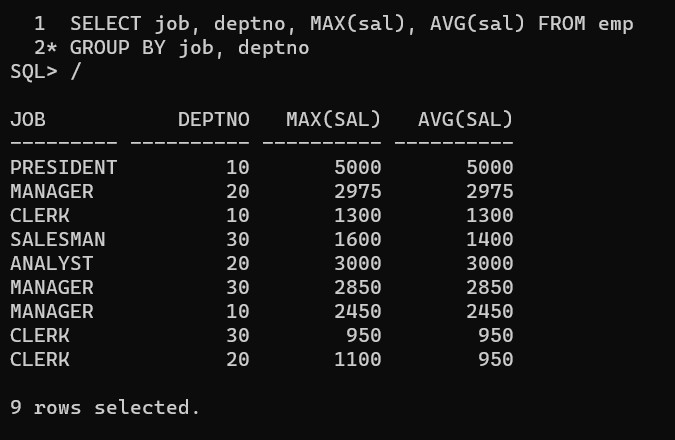 1  SELECT job, deptno, MAX(sal), AVG(sal) FROM emp
  2* GROUP BY job, deptno
SQL> /

JOB           DEPTNO   MAX(SAL)   AVG(SAL)
--------- ---------- ---------- ----------
PRESIDENT         10       5000       5000
MANAGER           20       2975       2975
CLERK             10       1300       1300
SALESMAN          30       1600       1400
ANALYST           20       3000       3000
MANAGER           30       2850       2850
MANAGER           10       2450       2450
CLERK             30        950        950
CLERK             20       1100        950

9 rows selected.